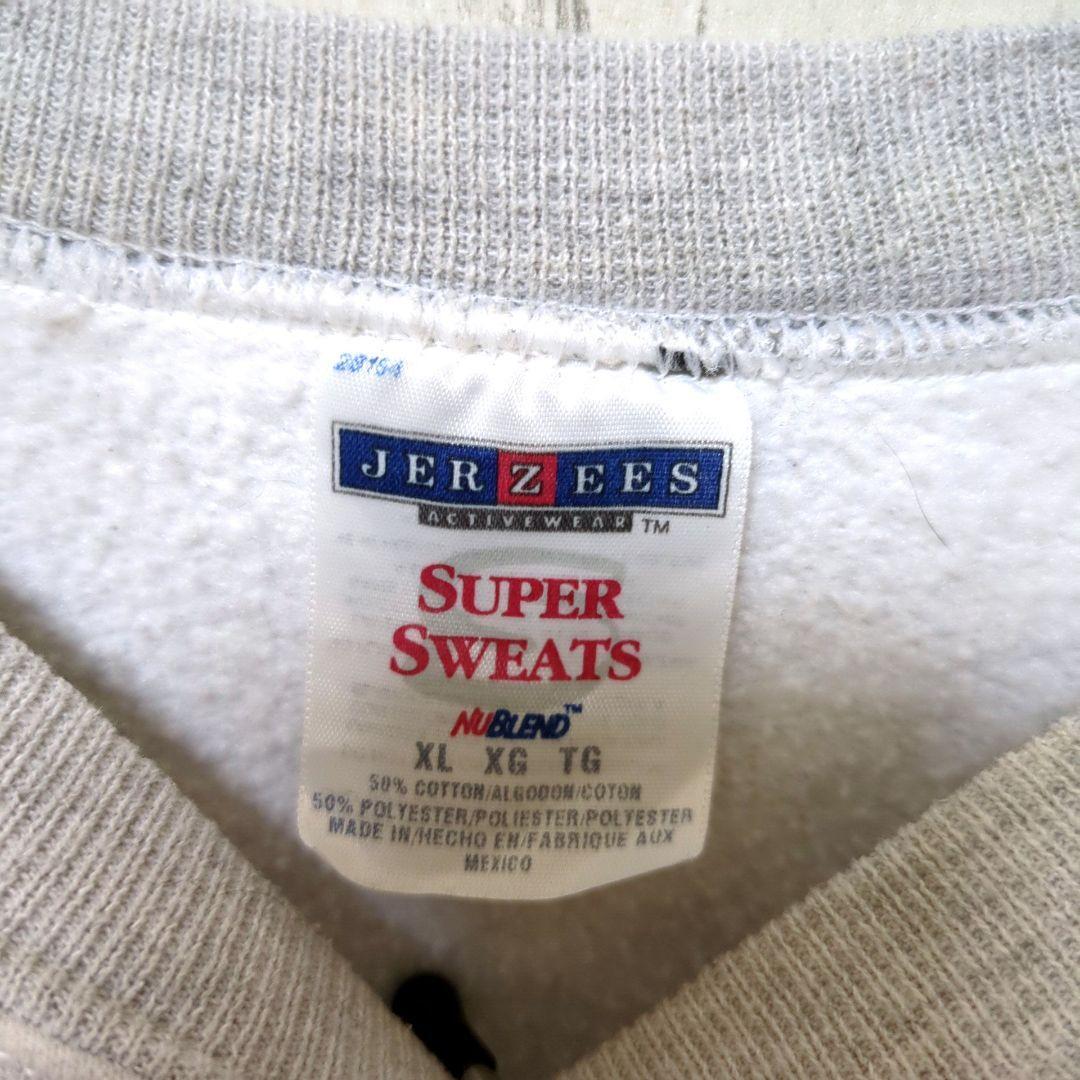 28154
JERZEES
ACTIVEWEAR ™
SUPER
SWEATS
NUBLEND™
XL XG TG
50% COTTON/ALGODON/COTON
50% POLYESTER/POLIESTER/POLYESTER
MADE IN/HECHO EN/FABRIQUE AUX
MEXICO